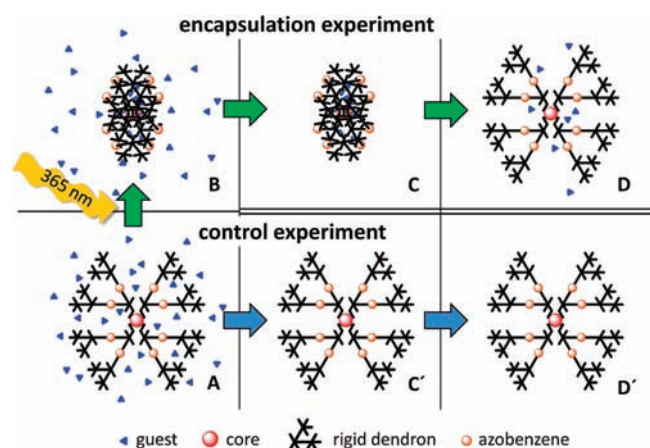 encapsulation experiment
B
C
D
365 nm
control experiment
A
C´
D´
guest
core
rigid dendron
azobenzene